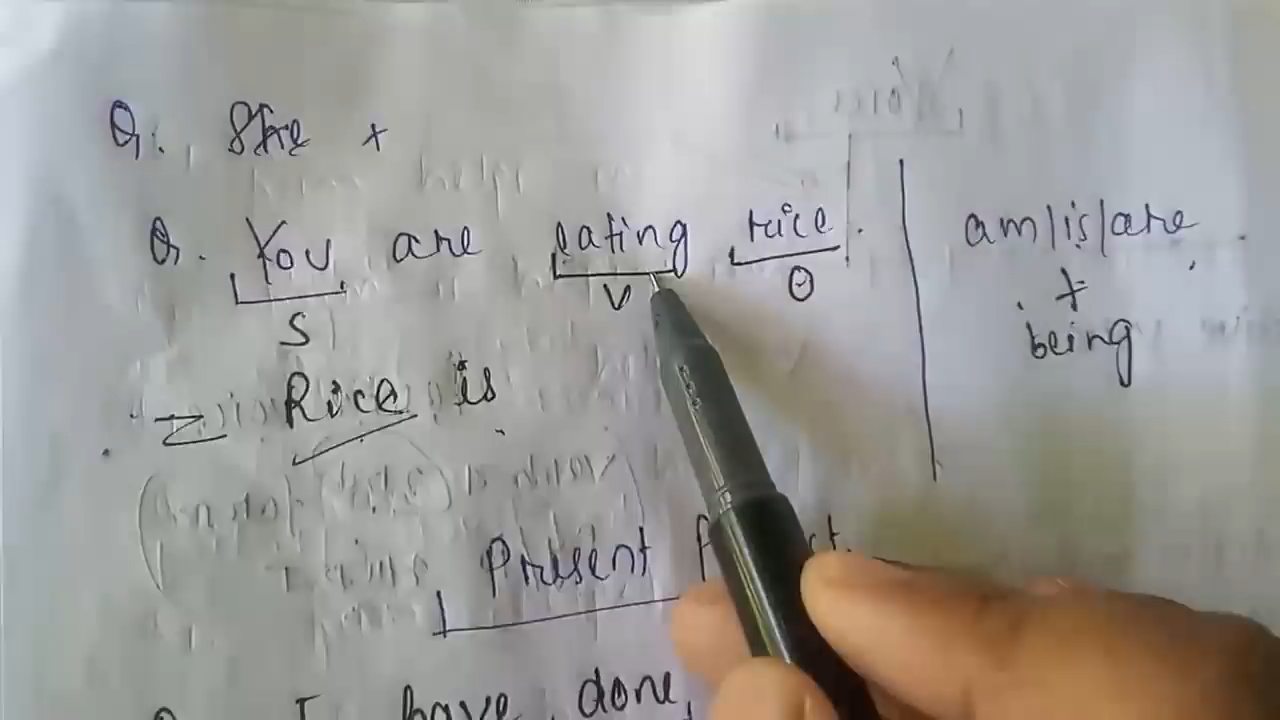 Q. She +
Q. You are eating rice. am/is/are
S V O +
being
Rice is
Present
I have done,